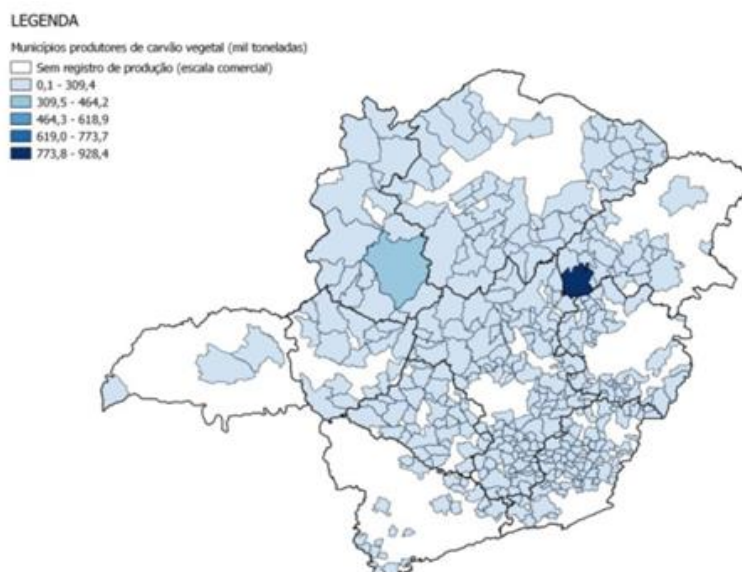 LEGENDA
Municípios produtores de carvão vegetal (mil toneladas)
Sem registro de produção (escala comercial)
0,1 - 309,4
309,5 - 464,2
464,3 - 618,9
619,0 - 773,7
773,8 - 928,4